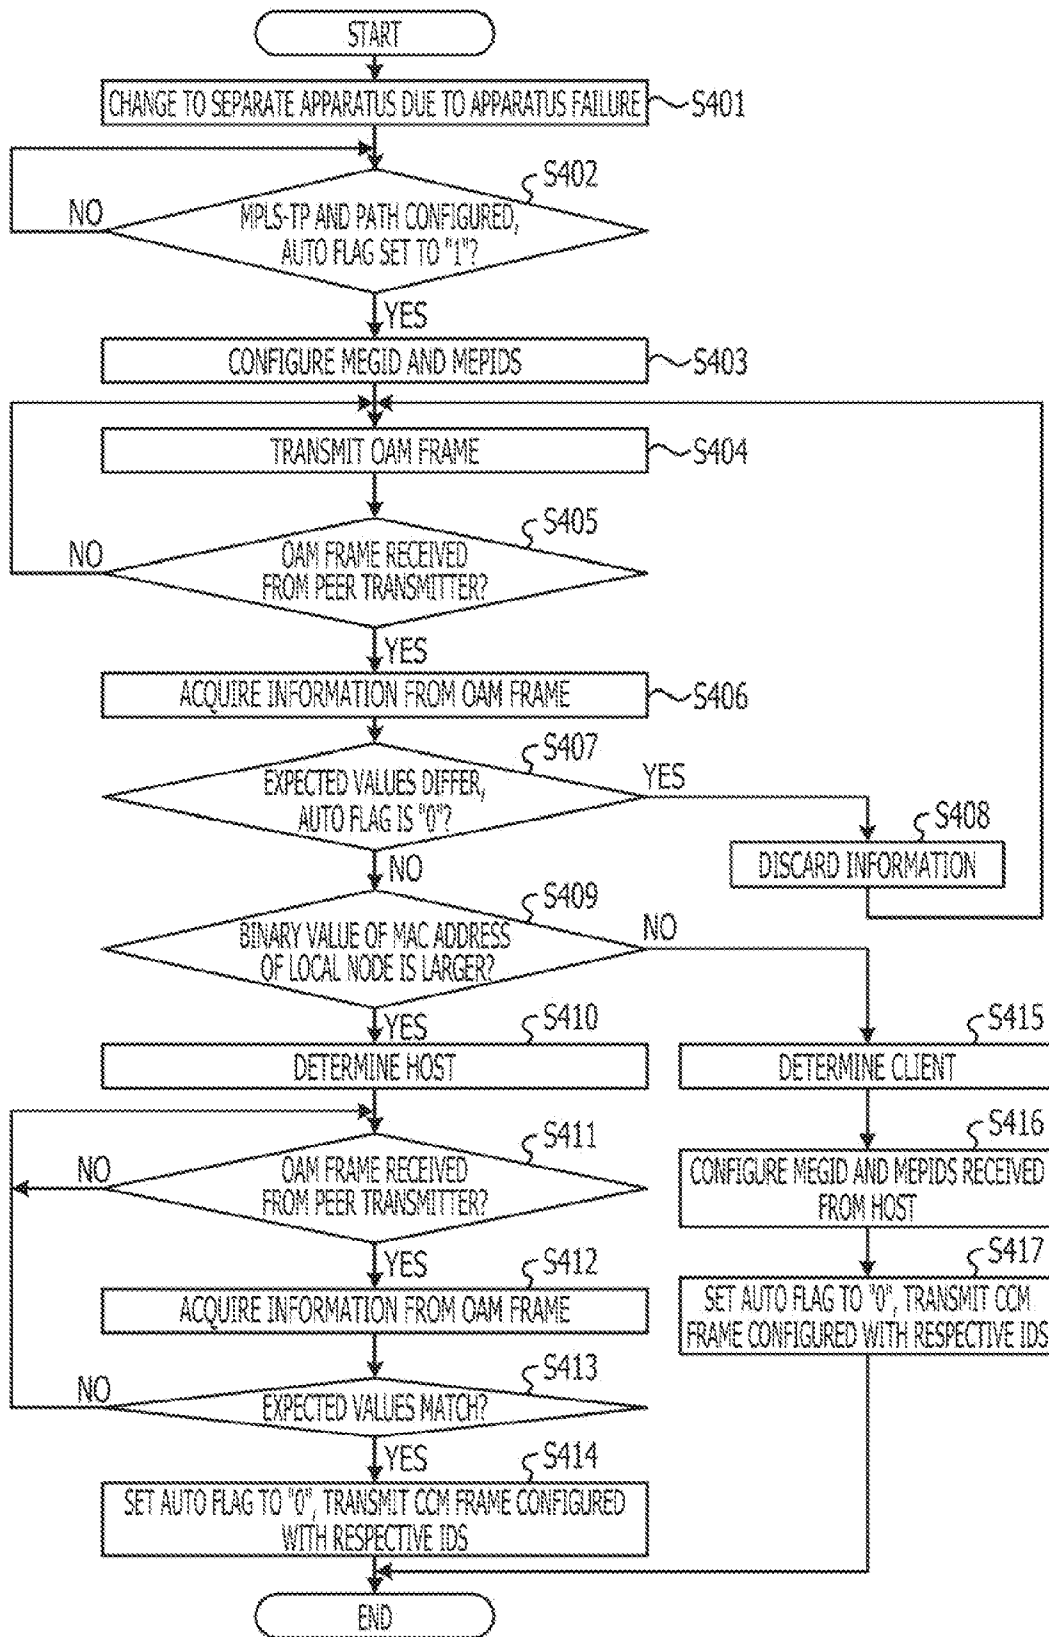 START
CHANGE TO SEPARATE APPARATUS DUE TO APPARATUS FAILURE
S401
S402
MPLS-TP AND PATH CONFIGURED,
AUTO FLAG SET TO "1"?
NO
YES
CONFIGURE MEGID AND MEPIDS
S403
TRANSMIT OAM FRAME
S404
S405
OAM FRAME RECEIVED
FROM PEER TRANSMITTER?
NO
YES
ACQUIRE INFORMATION FROM OAM FRAME
S406
S407
EXPECTED VALUES DIFFER,
AUTO FLAG IS "0"?
YES
NO
S408
DISCARD INFORMATION
S409
BINARY VALUE OF MAC ADDRESS
OF LOCAL NODE IS LARGER?
NO
YES
S410
DETERMINE HOST
S411
OAM FRAME RECEIVED
FROM PEER TRANSMITTER?
NO
YES
S412
ACQUIRE INFORMATION FROM OAM FRAME
S413
EXPECTED VALUES MATCH?
NO
YES
S414
SET AUTO FLAG TO "0", TRANSMIT CCM FRAME CONFIGURED
WITH RESPECTIVE IDS
S415
DETERMINE CLIENT
S416
CONFIGURE MEGID AND MEPIDS RECEIVED
FROM HOST
S417
SET AUTO FLAG TO "0", TRANSMIT CCM
FRAME CONFIGURED WITH RESPECTIVE IDS
END